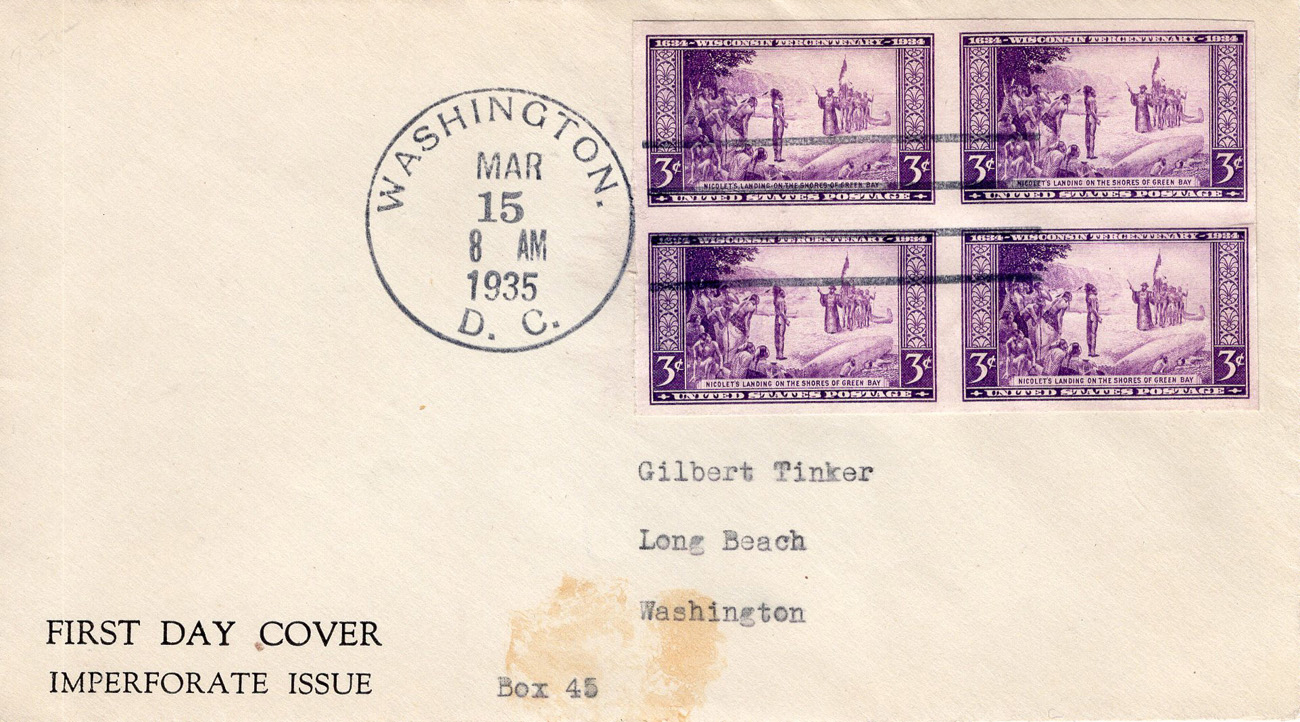 WASHINGTON.
MAR
15
8 AM
1935
D. C.
1634-WISCONSIN TERCENTENARY-1934
3¢ 3¢
NICOLET'S LANDING ON THE SHORES OF GREEN BAY
UNITED STATES POSTAGE
1634-WISCONSIN TERCENTENARY-1934
3¢ 3¢
NICOLET'S LANDING ON THE SHORES OF GREEN BAY
UNITED STATES POSTAGE
1634-WISCONSIN TERCENTENARY-1934
3¢ 3¢
NICOLET'S LANDING ON THE SHORES OF GREEN BAY
UNITED STATES POSTAGE
1634-WISCONSIN TERCENTENARY-1934
3¢ 3¢
NICOLET'S LANDING ON THE SHORES OF GREEN BAY
UNITED STATES POSTAGE
Gilbert Tinker
Long Beach
Washington
Box 45
FIRST DAY COVER
IMPERFORATE ISSUE